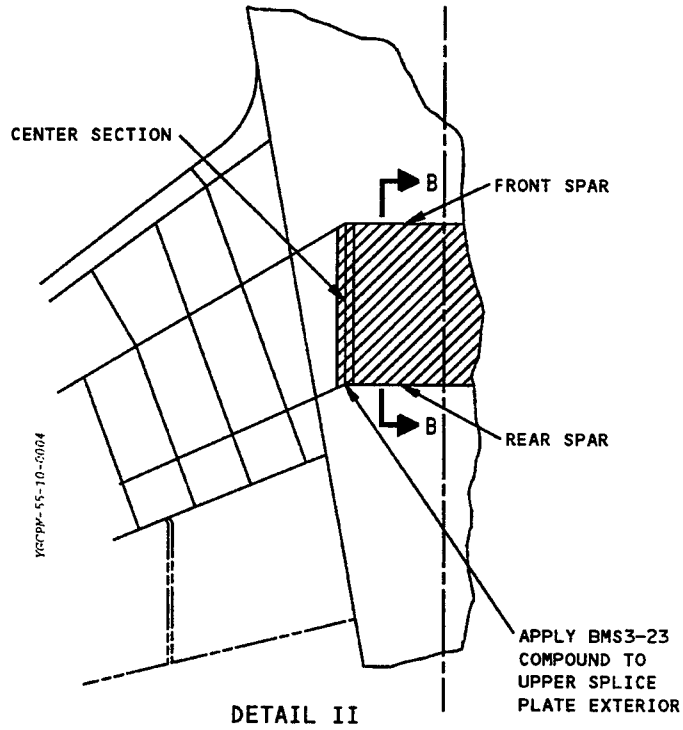 CENTER SECTION
B
FRONT SPAR
B
REAR SPAR
APPLY BMS3-23
COMPOUND TO
UPPER SPLICE
PLATE EXTERIOR
DETAIL II